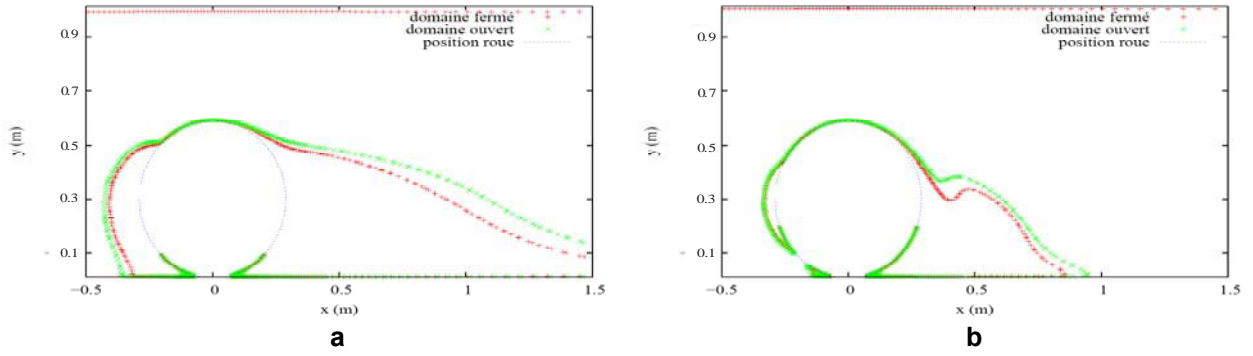 domaine fermé
domaine ouvert
position roue
0.9
0.7
0.5
0.3
0.1
y (m)
−0.5
0
0.5
1
1.5
x (m)
a
domaine fermé
domaine ouvert
position roue
0.9
0.7
0.5
0.3
0.1
y (m)
−0.5
0
0.5
1
1.5
x (m)
b